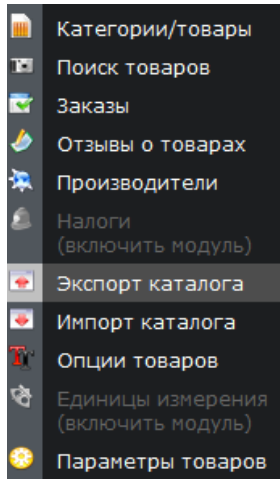 Категории/товары
Поиск товаров
Заказы
Отзывы о товарах
Производители
Налоги
(включить модуль)
Экспорт каталога
Импорт каталога
Опции товаров
Единицы измерения
(включить модуль)
Параметры товаров